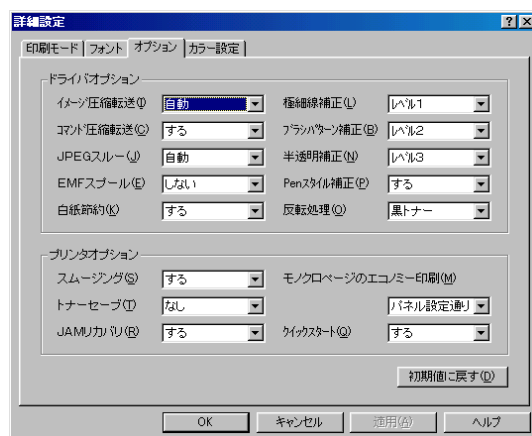 詳細設定
印刷モード フォント オプション カラー設定
ドライバオプション
イメージ圧縮転送(I) 自動 極細線補正(L) レベル1
コマンド圧縮転送(C) する ブラシパターン補正(B) レベル2
JPEGスルー(J) 自動 半透明補正(N) レベル3
EMFスプール(E) しない Penスタイル補正(P) する
白紙節約(K) する 反転処理(O) 黒トナー
プリンタオプション
スムージング(S) する モノクロページのエコノミー印刷(M)
トナーセーブ(T) なし パネル設定通り
JAMリカバリ(R) する クイックスタート(Q) する
初期値に戻す(D)
OK キャンセル 適用(A) ヘルプ